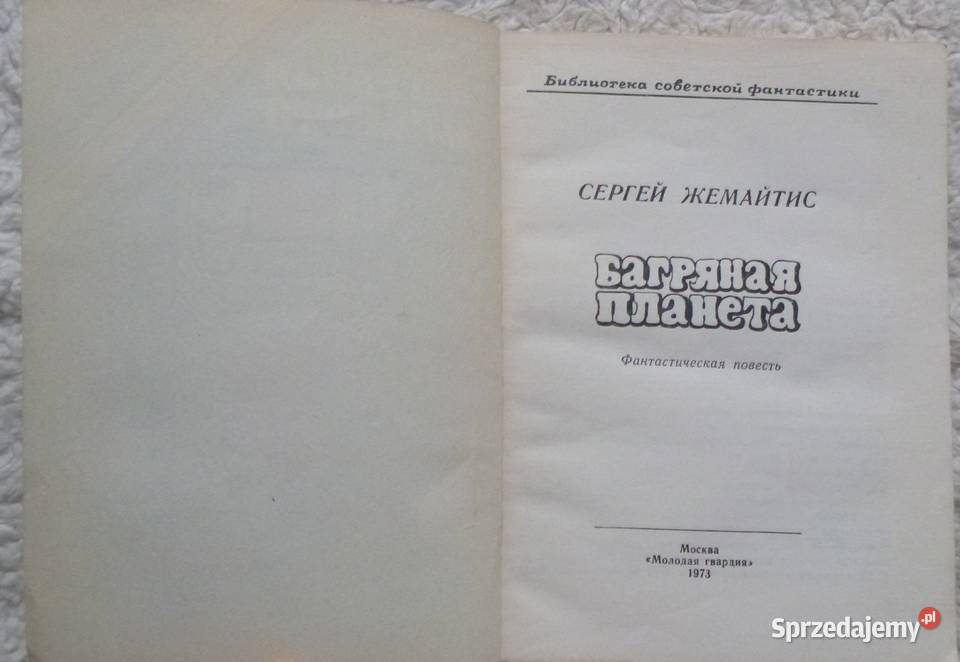 Библиотека советской фантастики
СЕРГЕЙ ЖЕМАЙТИС
БАГРЯНАЯ
ПЛАНЕТА
Фантастическая повесть
Москва
«Молодая гвардия»
1973
Sprzedajemy.pl